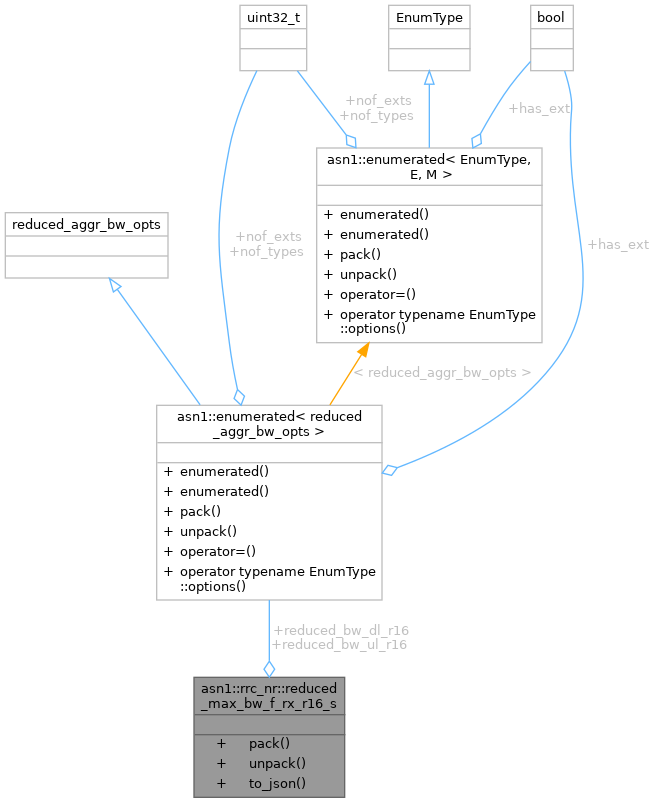 uint32_t
EnumType
bool
+nof_exts
+nof_types
+has_ext
asn1::enumerated< EnumType,
E, M >
+ enumerated()
+ enumerated()
+ pack()
+ unpack()
+ operator=()
+ operator typename EnumType
::options()
reduced_aggr_bw_opts
+nof_exts
+nof_types
+has_ext
< reduced_aggr_bw_opts >
asn1::enumerated< reduced
_aggr_bw_opts >
+ enumerated()
+ enumerated()
+ pack()
+ unpack()
+ operator=()
+ operator typename EnumType
::options()
+reduced_bw_dl_r16
+reduced_bw_ul_r16
asn1::rrc_nr::reduced
_max_bw_f_rx_r16_s
+ pack()
+ unpack()
+ to_json()